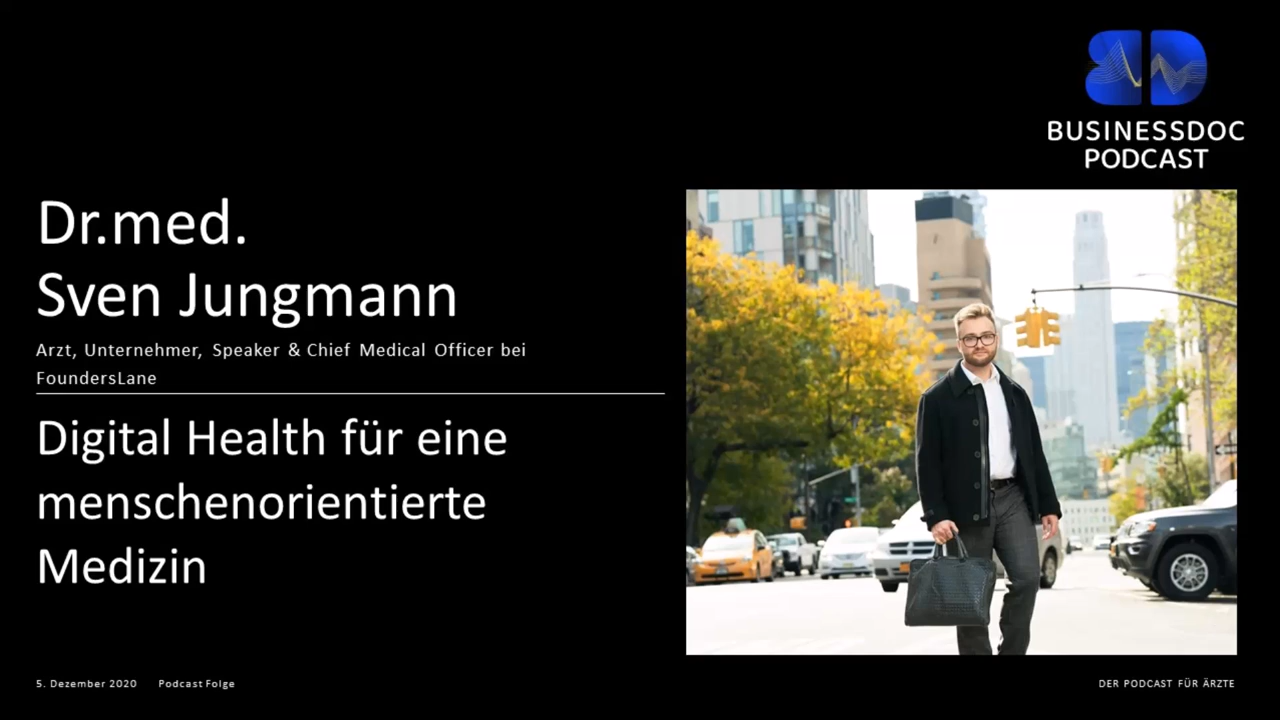 BUSINESSDOC
PODCAST
Dr.med.
Sven Jungmann
Arzt, Unternehmer, Speaker & Chief Medical Officer bei
FoundersLane
Digital Health für eine
menschenorientierte
Medizin
5. Dezember 2020 Podcast Folge
DER PODCAST FÜR ÄRZTE